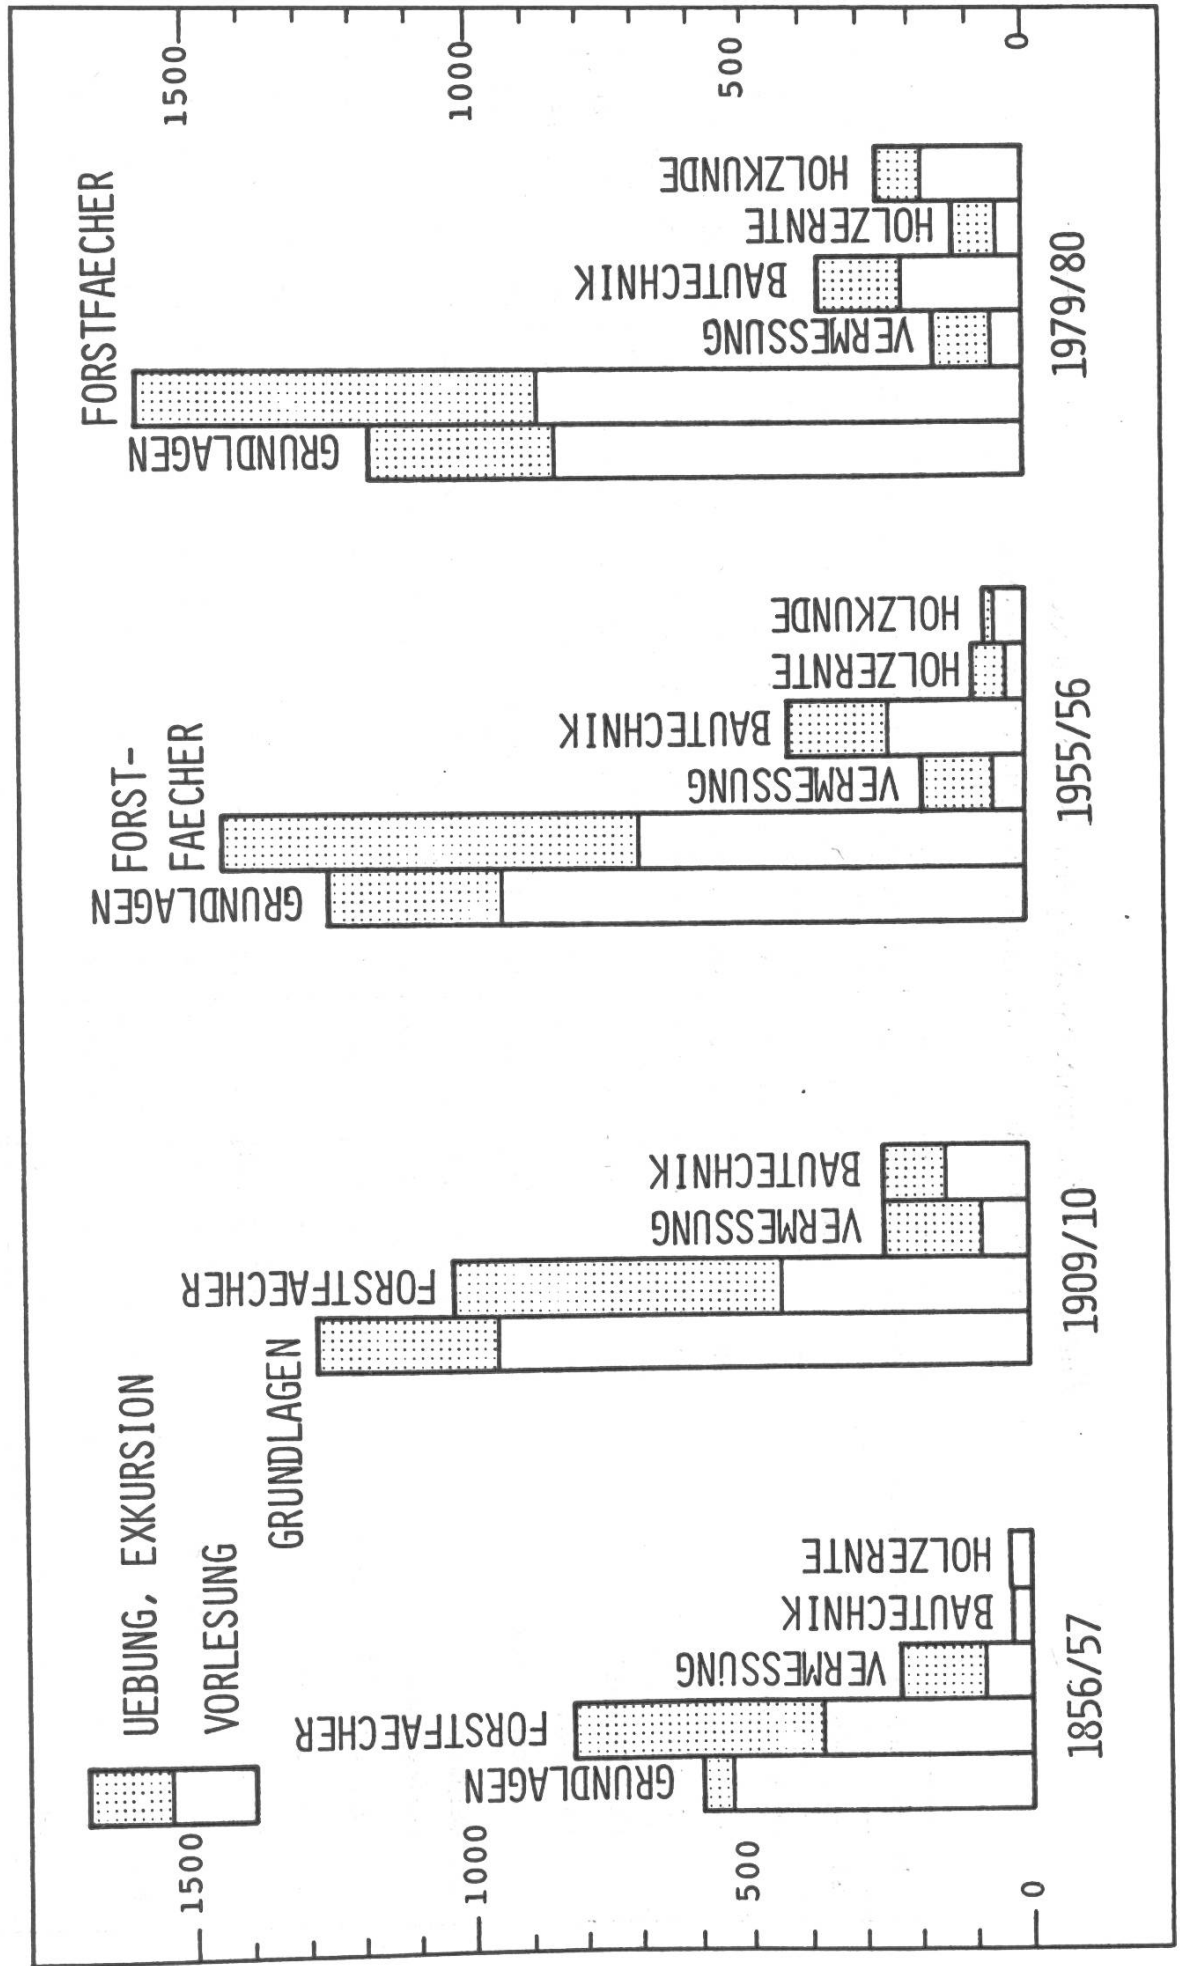 UEBUNG, EXKURSION
VORLESUNG
1500
1000
500
0
GRUNDLAGEN
FORSTFAECHER
VERMESSUNG
BAUTECHNIK
HOLZERNTE
1856/57
GRUNDLAGEN
FORSTFAECHER
VERMESSUNG
BAUTECHNIK
1909/10
GRUNDLAGEN
FORST-
FAECHER
VERMESSUNG
BAUTECHNIK
HOLZERNTE
HOLZKUNDE
1955/56
GRUNDLAGEN
FORSTFAECHER
VERMESSUNG
BAUTECHNIK
HOLZERNTE
HOLZKUNDE
1979/80
1500
1000
500
0